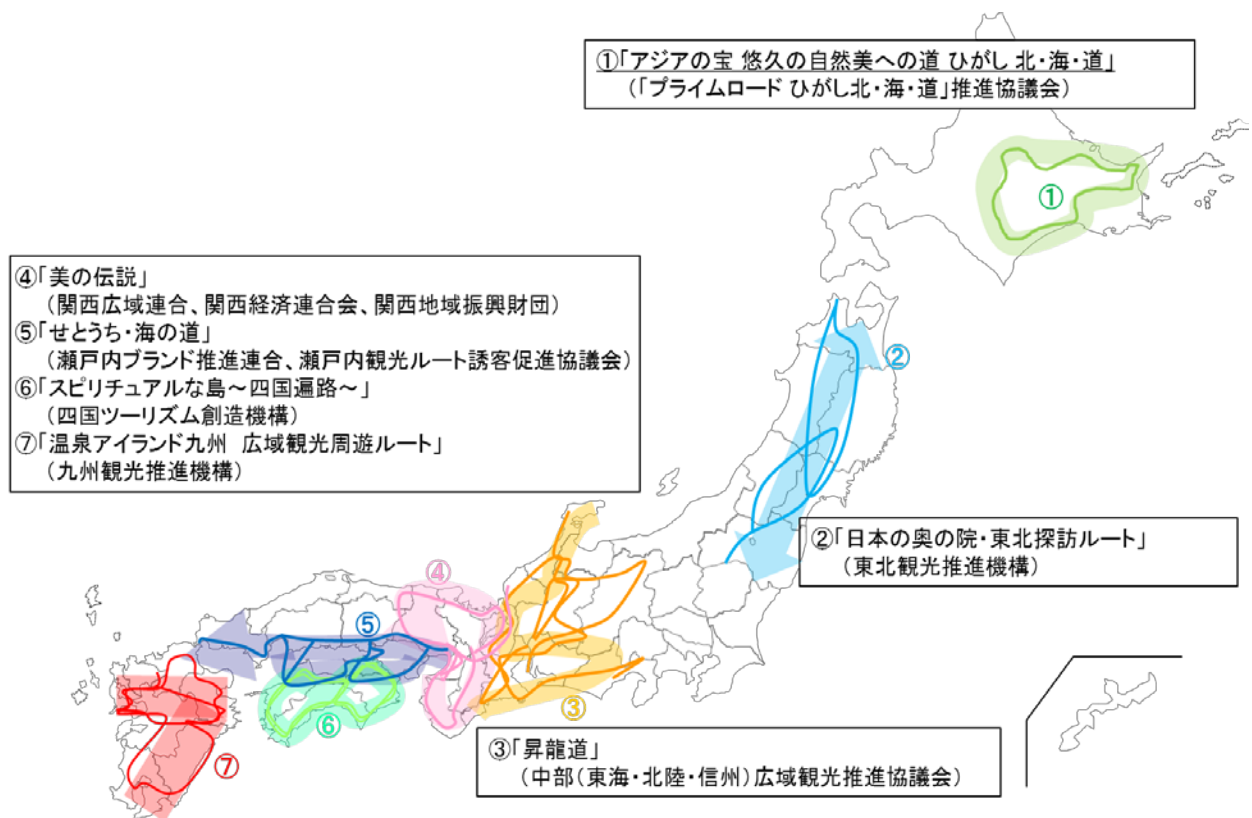 ①「アジアの宝 悠久の自然美への道 ひがし 北・海・道」
(「プライムロード ひがし北・海・道」推進協議会)
①
④「美の伝説」
(関西広域連合、関西経済連合会、関西地域振興財団)
⑤「せとうち・海の道」
(瀬戸内ブランド推進連合、瀬戸内観光ルート誘客促進協議会)
⑥「スピリチュアルな島～四国遍路～」
(四国ツーリズム創造機構)
⑦「温泉アイランド九州 広域観光周遊ルート」
(九州観光推進機構)
②
②「日本の奥の院・東北探訪ルート」
(東北観光推進機構)
④
⑤
⑥
③
⑦
③「昇龍道」
(中部(東海・北陸・信州)広域観光推進協議会)